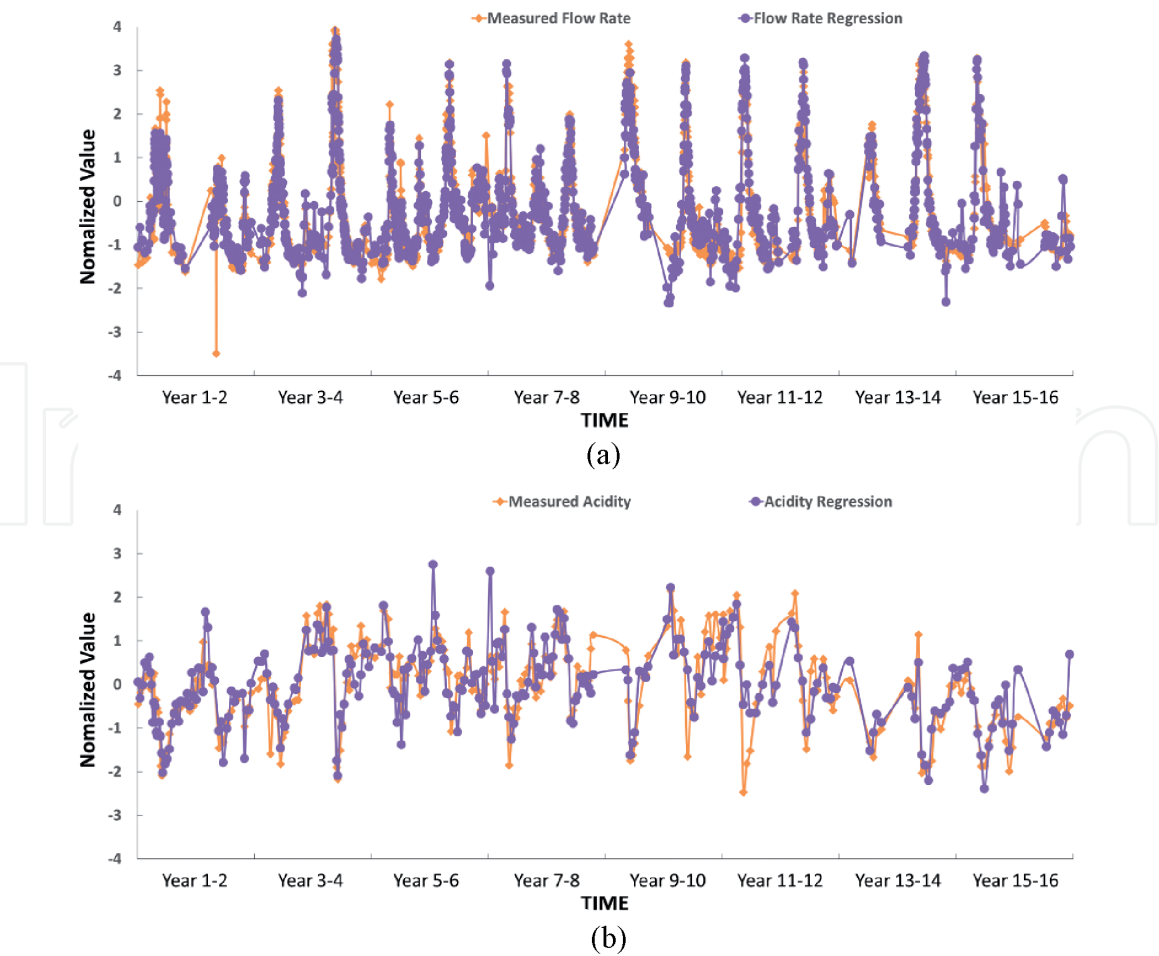 Measured Flow Rate Flow Rate Regression
4
3
2
1
0
-1
-2
-3
-4
Nomalized Value
Year 1-2 Year 3-4 Year 5-6 Year 7-8 Year 9-10 Year 11-12 Year 13-14 Year 15-16
TIME
(a)
Measured Acidity Acidity Regression
4
3
2
1
0
-1
-2
-3
-4
Nomalized Value
Year 1-2 Year 3-4 Year 5-6 Year 7-8 Year 9-10 Year 11-12 Year 13-14 Year 15-16
TIME
(b)